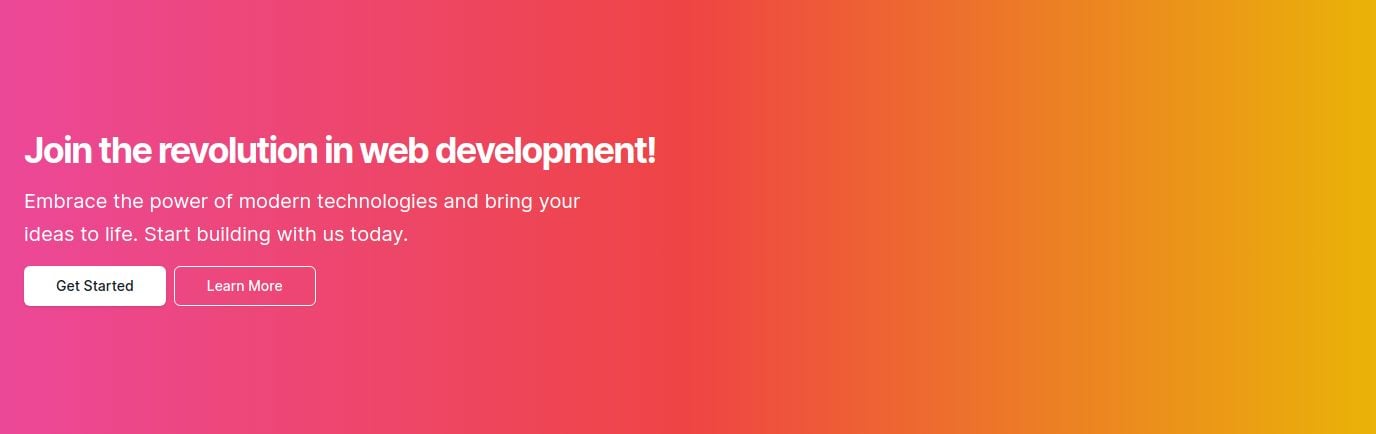 Join the revolution in web development!
Embrace the power of modern technologies and bring your
ideas to life. Start building with us today.
Get Started
Learn More